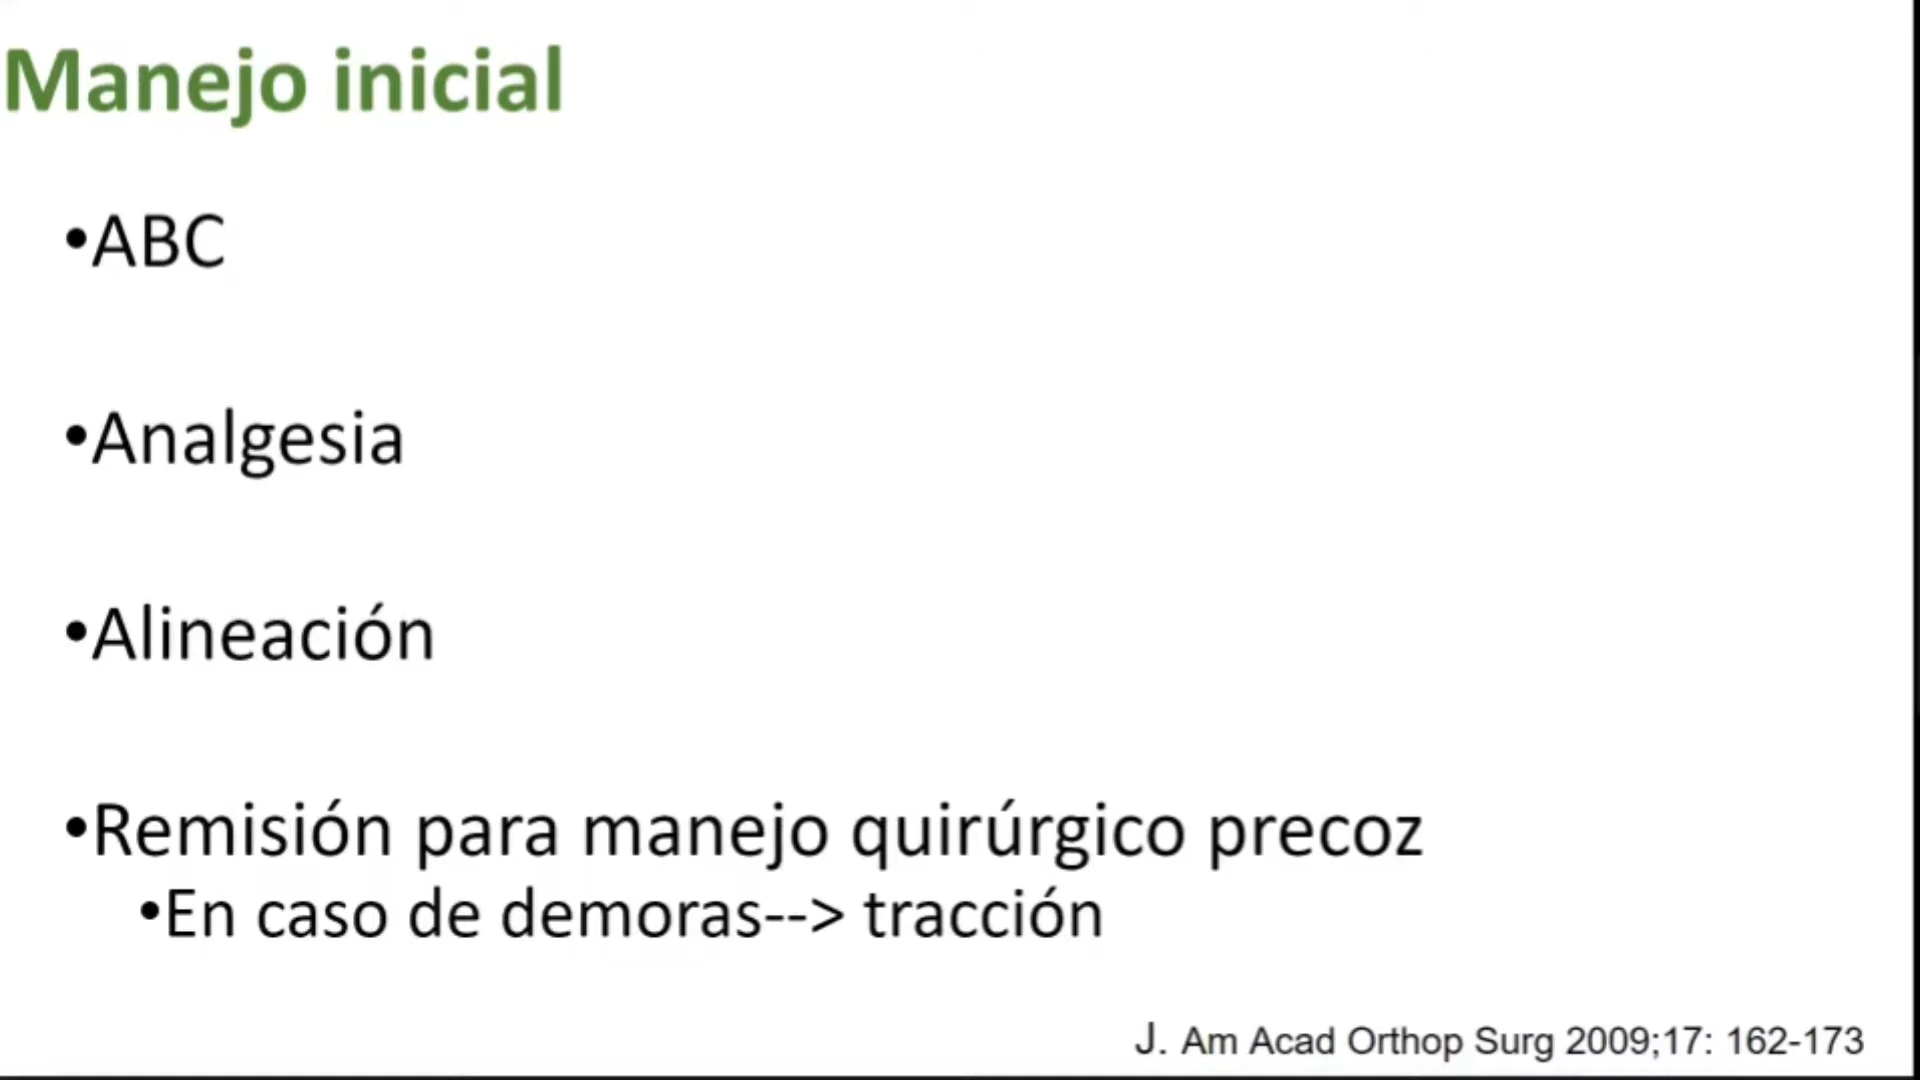 Manejo inicial
•ABC
•Analgesia
•Alineación
•Remisión para manejo quirúrgico precoz
•En caso de demoras--> tracción
J. Am Acad Orthop Surg 2009;17: 162-173